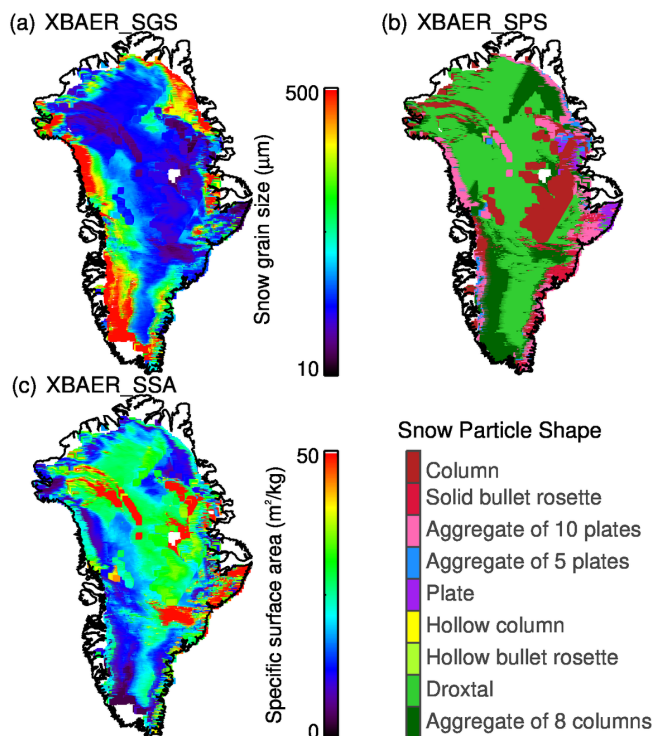 (a) XBAER_SGS
500
Snow grain size (μm)
10
(b) XBAER_SPS
(c) XBAER_SSA
50
Specific surface area (m²/kg)
0
Snow Particle Shape
Column
Solid bullet rosette
Aggregate of 10 plates
Aggregate of 5 plates
Plate
Hollow column
Hollow bullet rosette
Droxtal
Aggregate of 8 columns